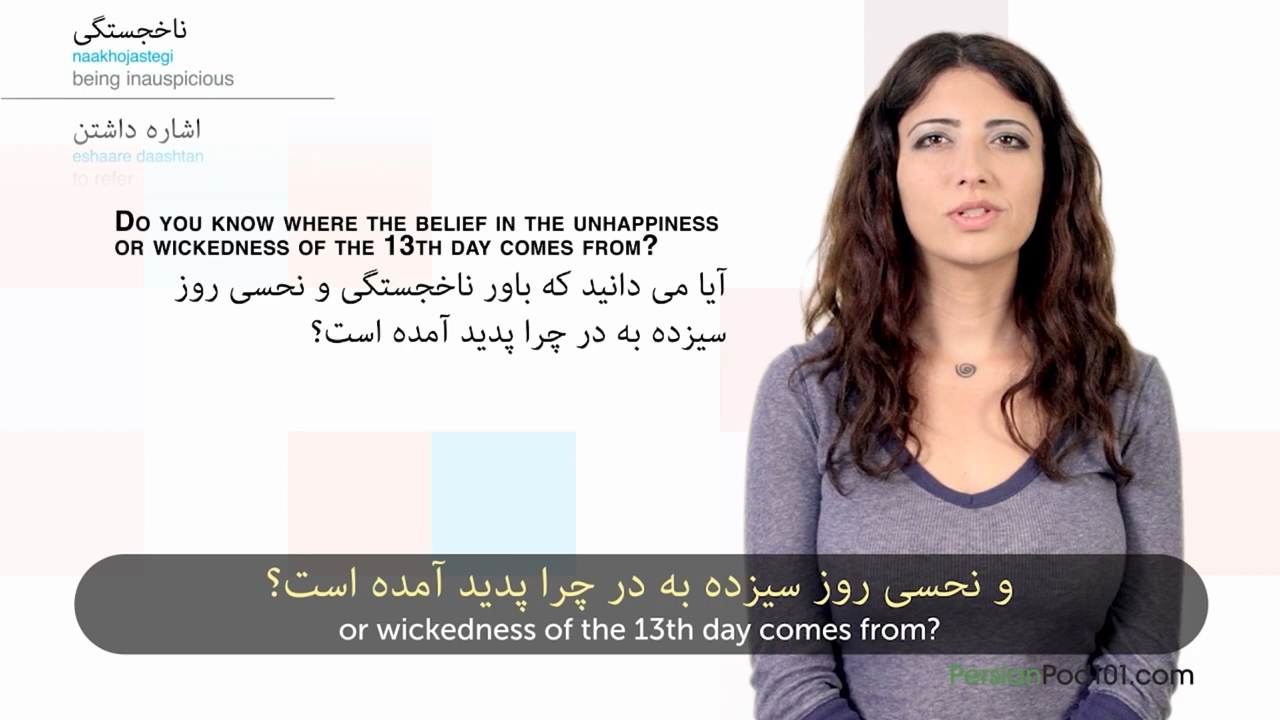 ناخجستگی
naakhojastegi
being inauspicious
اشاره داشتن
eshaare daashtan
to refer
Do you know where the belief in the unhappiness
or wickedness of the 13th day comes from?
آیا می دانید که باور ناخجستگی و نحسی روز
سیزده به در چرا پدید آمده است؟
و نحسی روز سیزده به در چرا پدید آمده است؟
or wickedness of the 13th day comes from?
PersianPod101.com